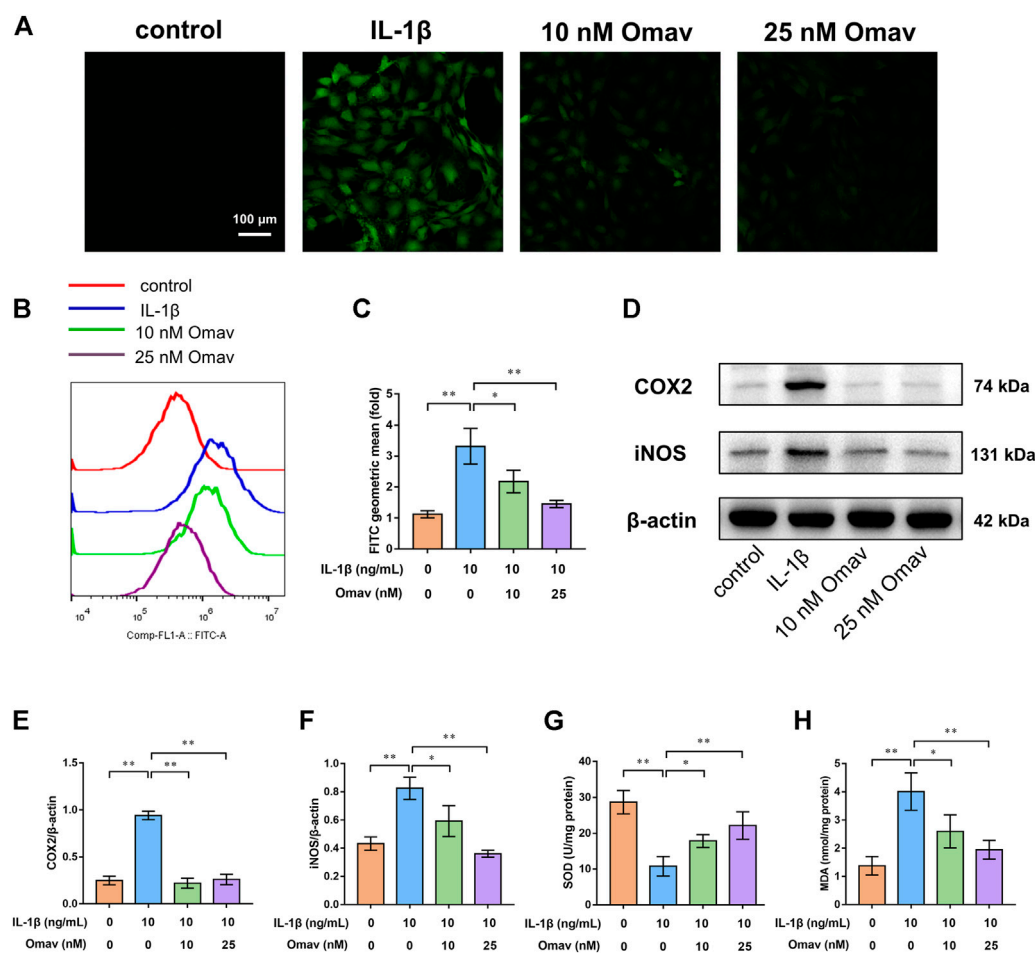 A
control
IL-1β
10 nM Omav
25 nM Omav
100 μm
B
control
IL-1β
10 nM Omav
25 nM Omav
10^4 10^5 10^6 10^7
Comp-FL1-A :: FITC-A
C
FITC geometric mean (fold)
5
4
3
2
1
0
** * **
IL-1β (ng/mL) 0 10 10 10
Omav (nM) 0 0 10 25
D
COX2 74 kDa
iNOS 131 kDa
β-actin 42 kDa
control IL-1β 10 nM Omav 25 nM Omav
E
COX2/β-actin
1.5
1.0
0.5
0.0
** ** **
IL-1β (ng/mL) 0 10 10 10
Omav (nM) 0 0 10 25
F
iNOS/β-actin
1.0
0.8
0.6
0.4
0.2
0.0
** * **
IL-1β (ng/mL) 0 10 10 10
Omav (nM) 0 0 10 25
G
SOD (U/mg protein)
40
30
20
10
0
** * **
IL-1β (ng/mL) 0 10 10 10
Omav (nM) 0 0 10 25
H
MDA (nmol/mg protein)
5
4
3
2
1
0
** * **
IL-1β (ng/mL) 0 10 10 10
Omav (nM) 0 0 10 25